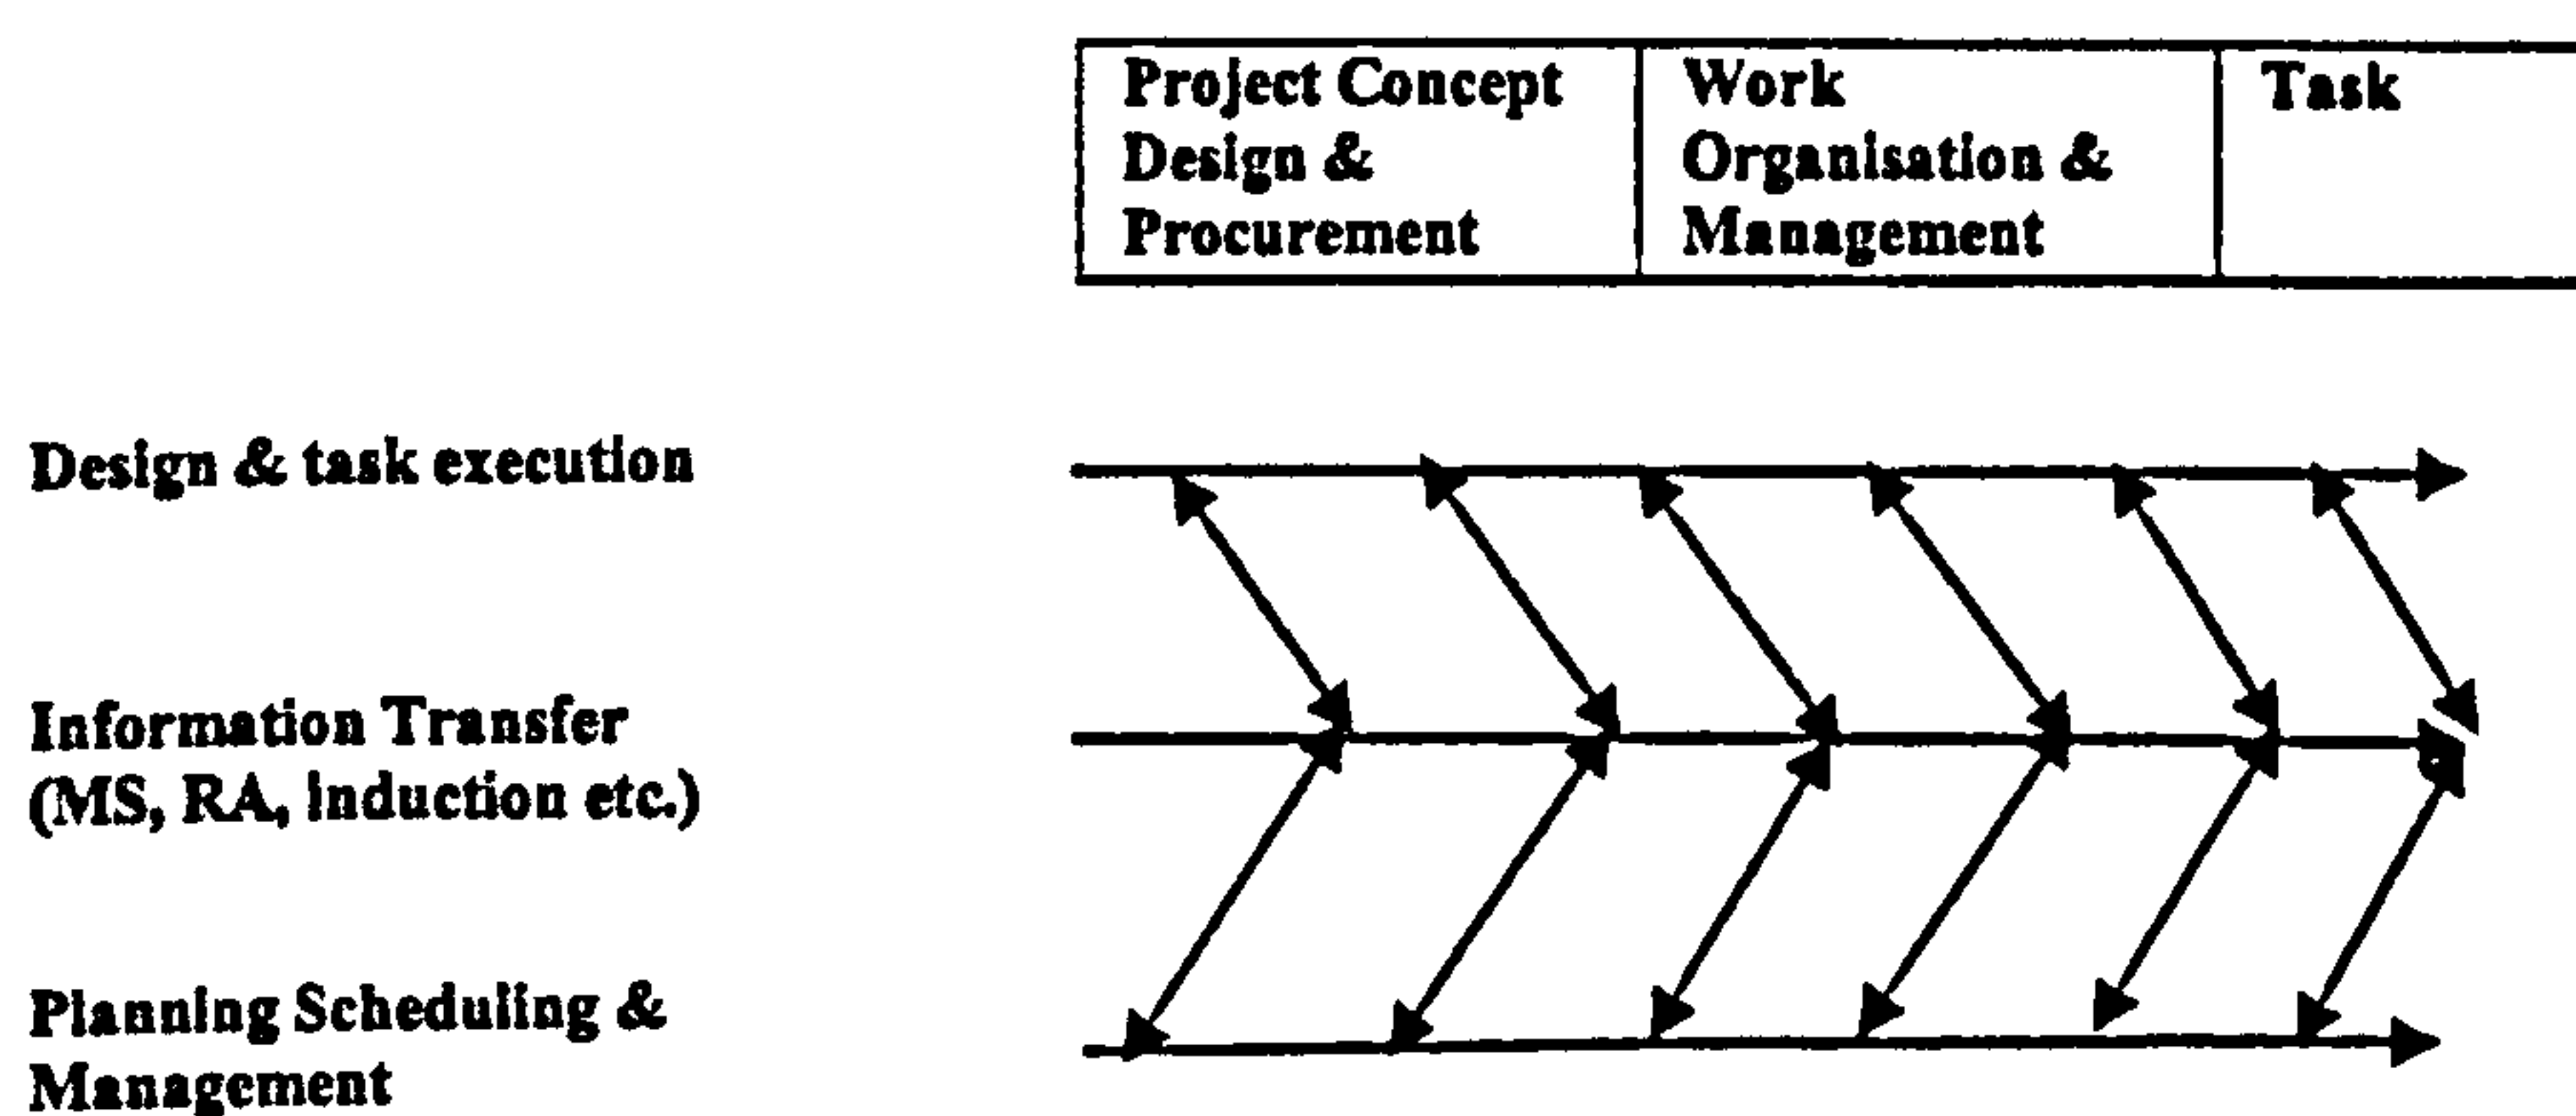 Project Concept
Design &
Procurement
Work
Organisation &
Management
Task
Design & task execution
Information Transfer
(MS, RA, induction etc.)
Planning Scheduling &
Management